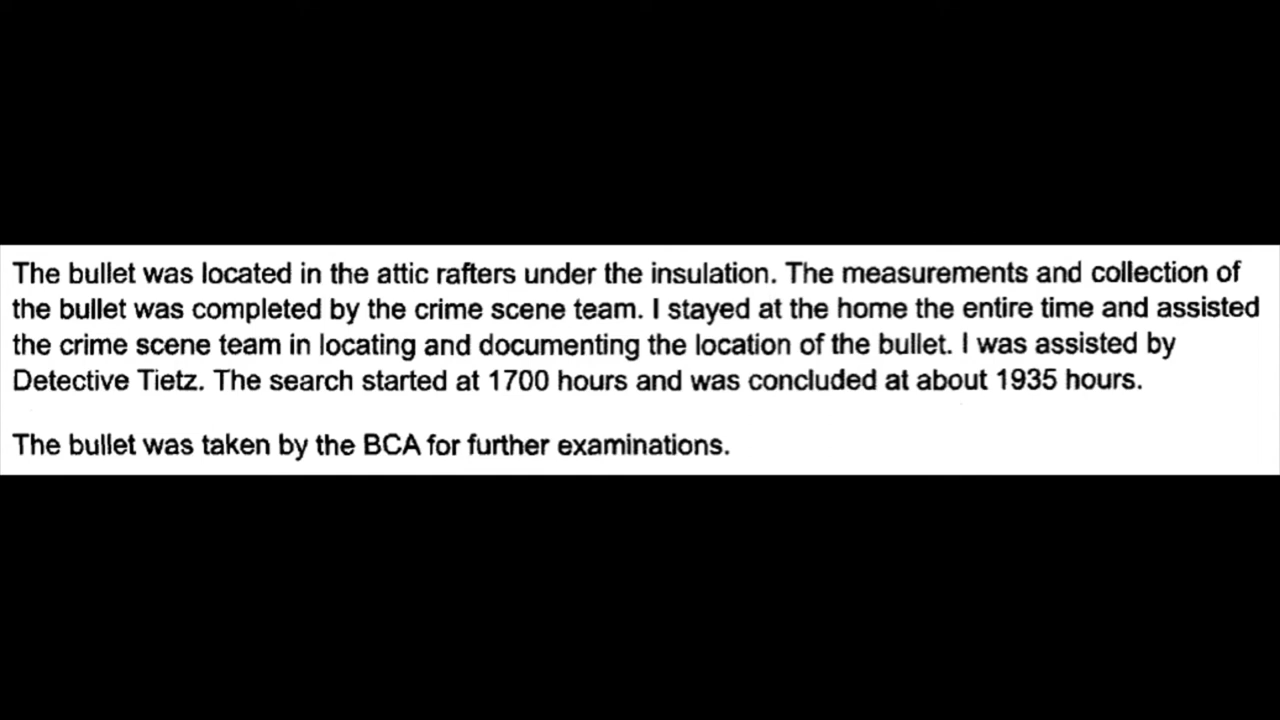 The bullet was located in the attic rafters under the insulation. The measurements and collection of
the bullet was completed by the crime scene team. I stayed at the home the entire time and assisted
the crime scene team in locating and documenting the location of the bullet. I was assisted by
Detective Tietz. The search started at 1700 hours and was concluded at about 1935 hours.
The bullet was taken by the BCA for further examinations.